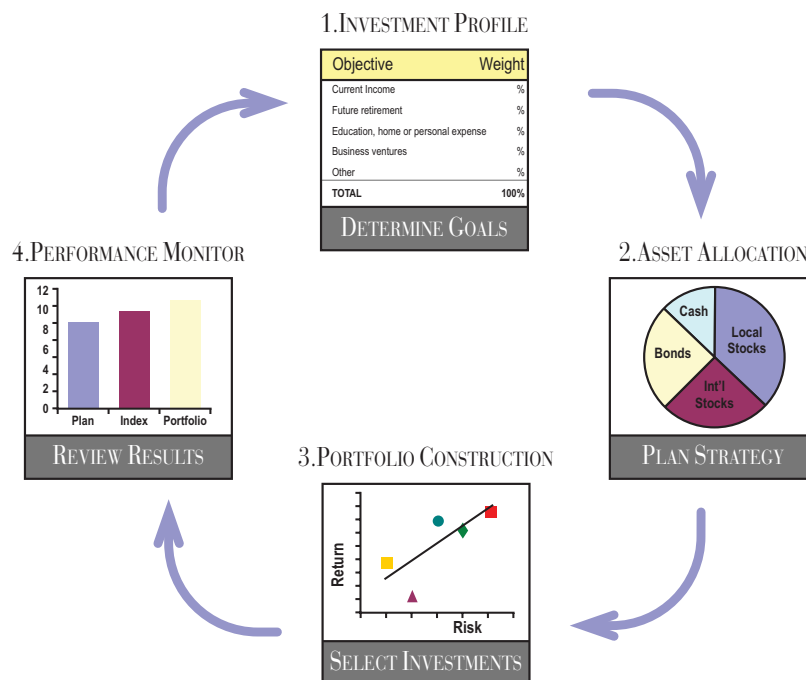 1.INVESTMENT PROFILE
Objective Weight
Current Income %
Future retirement %
Education, home or personal expense %
Business ventures %
Other %
TOTAL 100%
DETERMINE GOALS
2.ASSET ALLOCATION
Cash
Local
Stocks
Bonds
Int'l
Stocks
PLAN STRATEGY
3.PORTFOLIO CONSTRUCTION
Return
Risk
SELECT INVESTMENTS
4.PERFORMANCE MONITOR
12
10
8
6
4
2
0
Plan Index Portfolio
REVIEW RESULTS